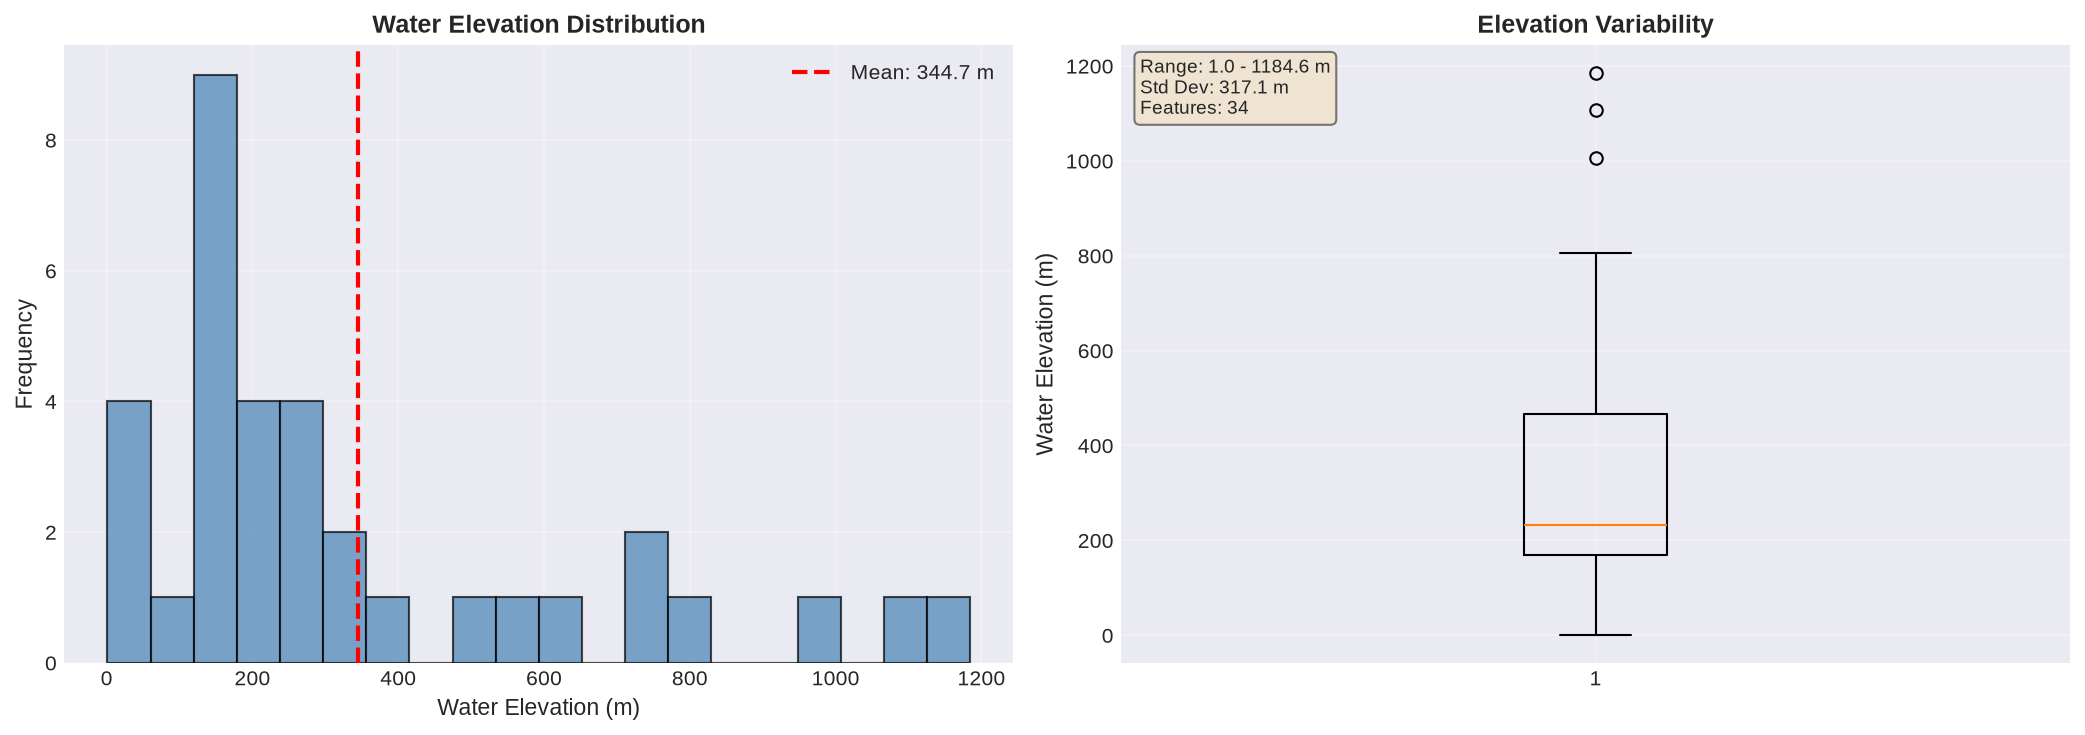 Water Elevation Distribution
Mean: 344.7 m
Frequency
8
6
4
2
0
0 200 400 600 800 1000 1200
Water Elevation (m)
Elevation Variability
Range: 1.0 - 1184.6 m
Std Dev: 317.1 m
Features: 34
Water Elevation (m)
1200
1000
800
600
400
200
0
1